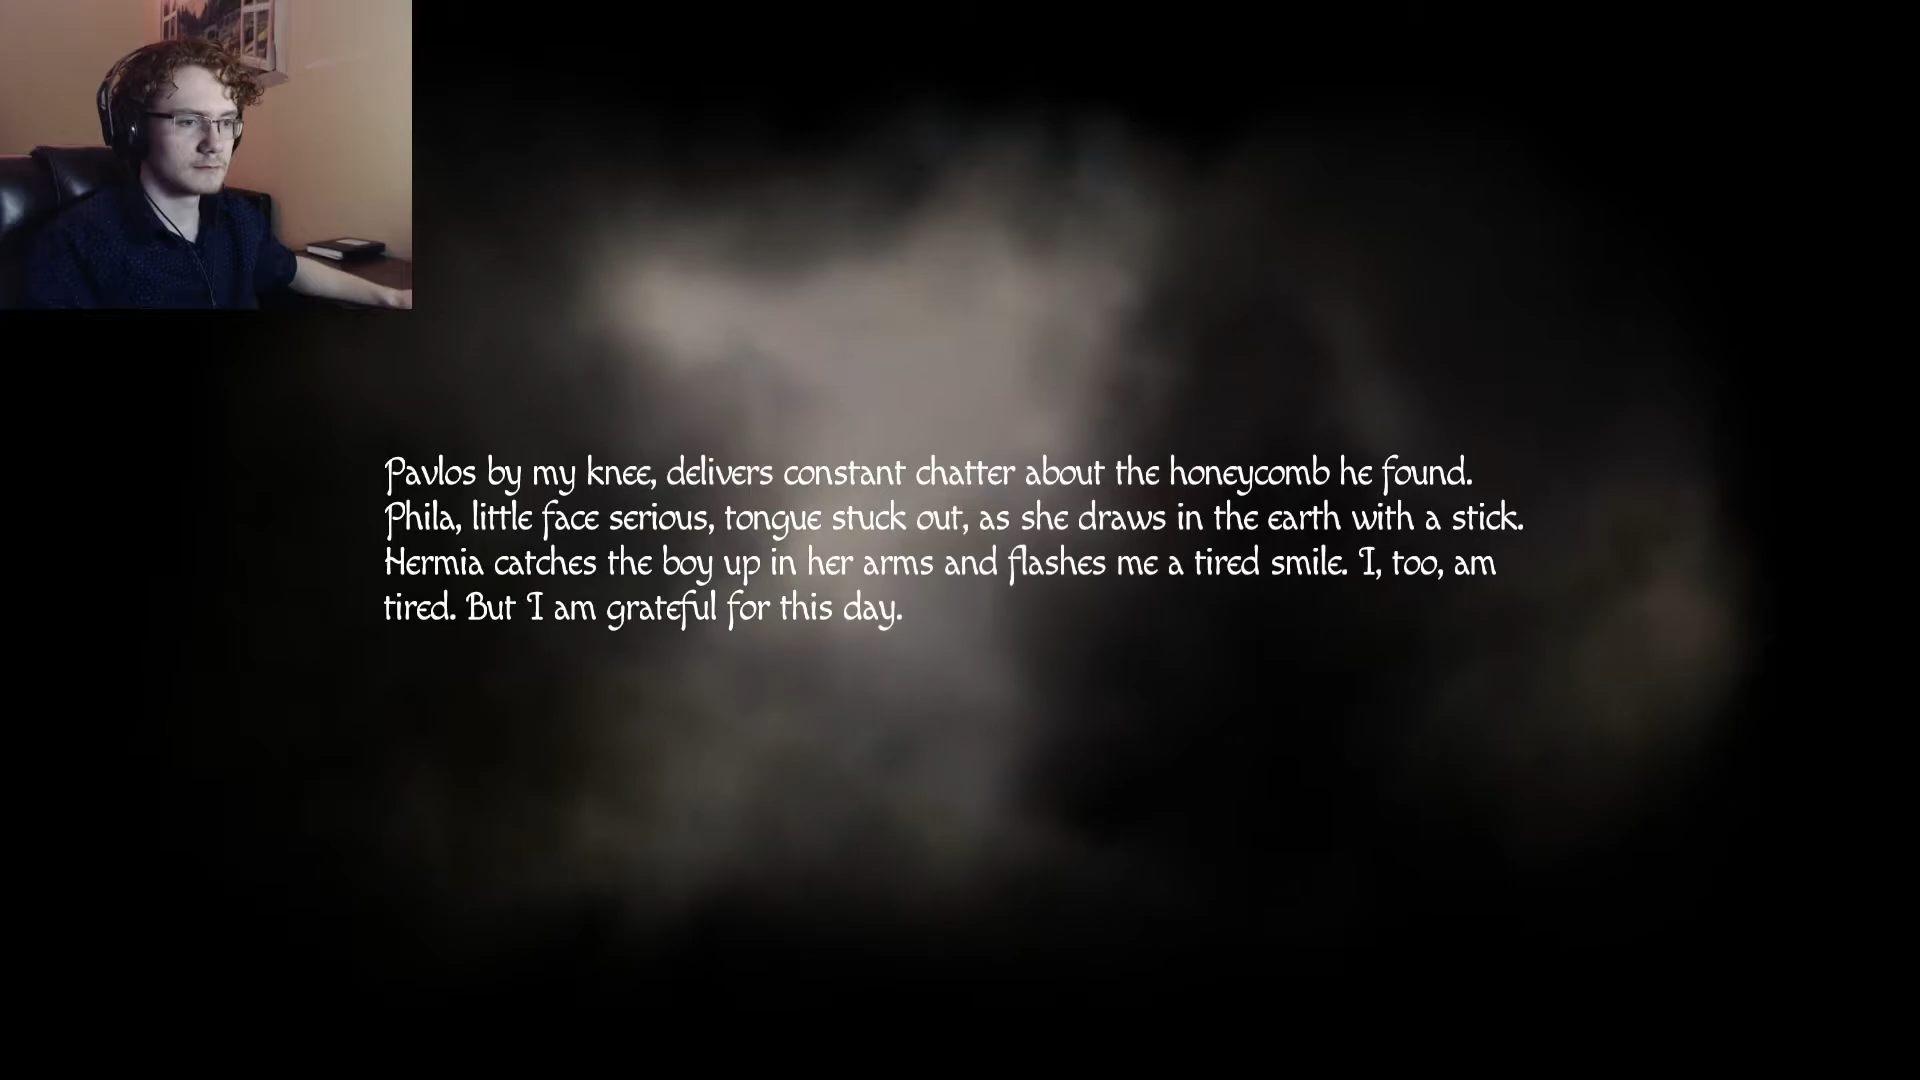 Pavlos by my knee, delivers constant chatter about the honeycomb he found.
Phila, little face serious, tongue stuck out, as she draws in the earth with a stick.
Hermia catches the boy up in her arms and flashes me a tired smile. I, too, am
tired. But I am grateful for this day.